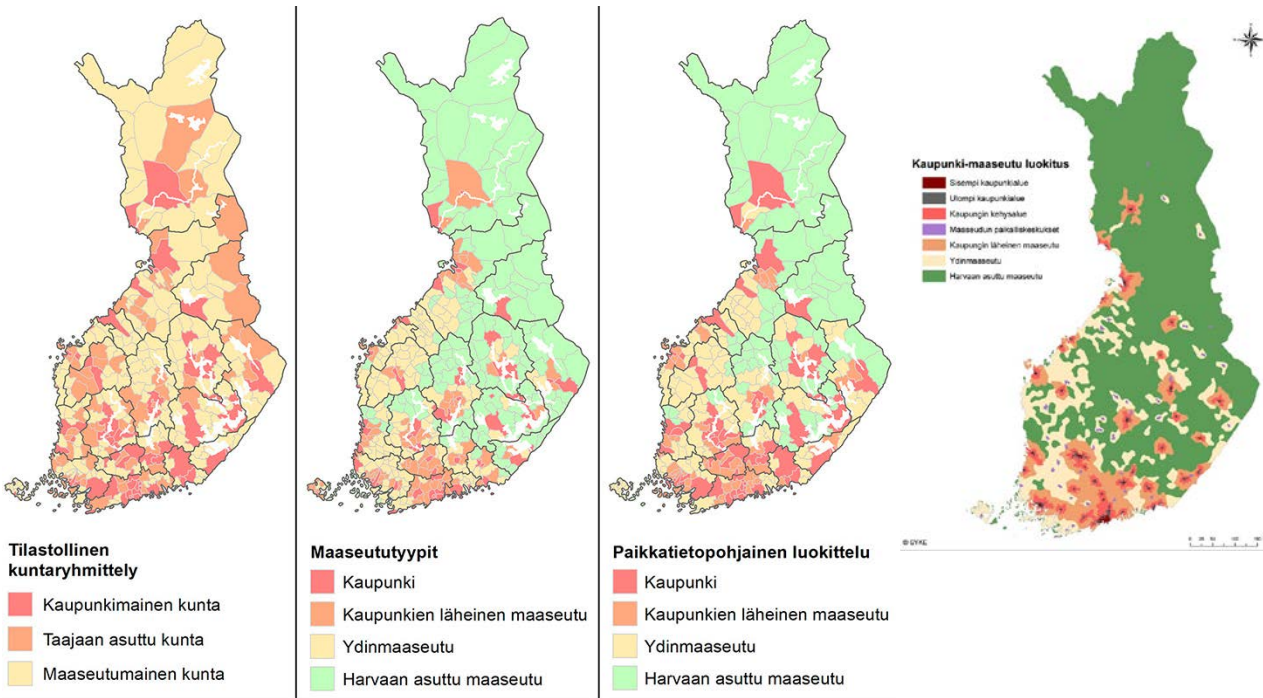 Tilastollinen
kuntaryhmittely
Kaupunkimainen kunta
Taajaan asuttu kunta
Maaseutumainen kunta
Maaseututyypit
Kaupunki
Kaupunkien läheinen maaseutu
Ydinmaaseutu
Harvaan asuttu maaseutu
Paikkatietopohjainen luokittelu
Kaupunki
Kaupunkien läheinen maaseutu
Ydinmaaseutu
Harvaan asuttu maaseutu
Kaupunki-maaseutu luokitus
Sisempi kaupunkialue
Ulompi kaupunkialue
Kaupungin kehysalue
Maaseudun paikalliskeskukset
Kaupungin läheinen maaseutu
Ydinmaaseutu
Harvaan asuttu maaseutu
© SYKE